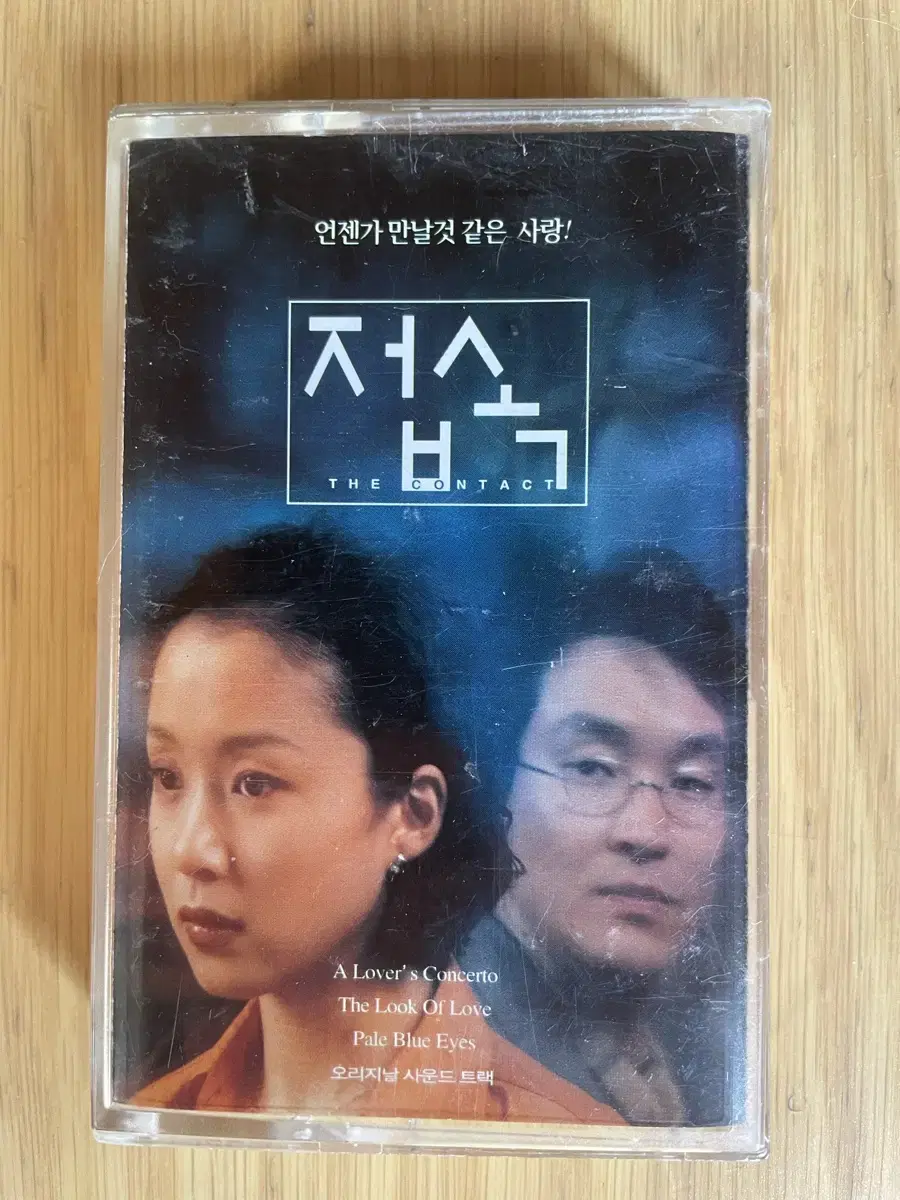 언젠가 만날것 같은 사랑!
접속
THE CONTACT
A Lover's Concerto
The Look Of Love
Pale Blue Eyes
오리지날 사운드 트랙